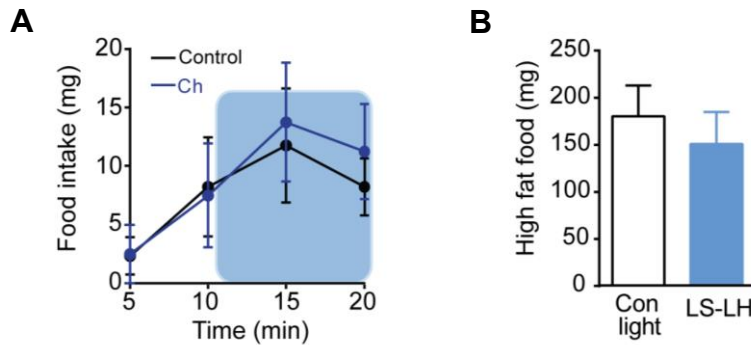 A
Food intake (mg)
20
15
10
5
0
Control
Ch
5 10 15 20
Time (min)
B
High fat food (mg)
250
200
150
100
50
0
Con
light
LS-LH